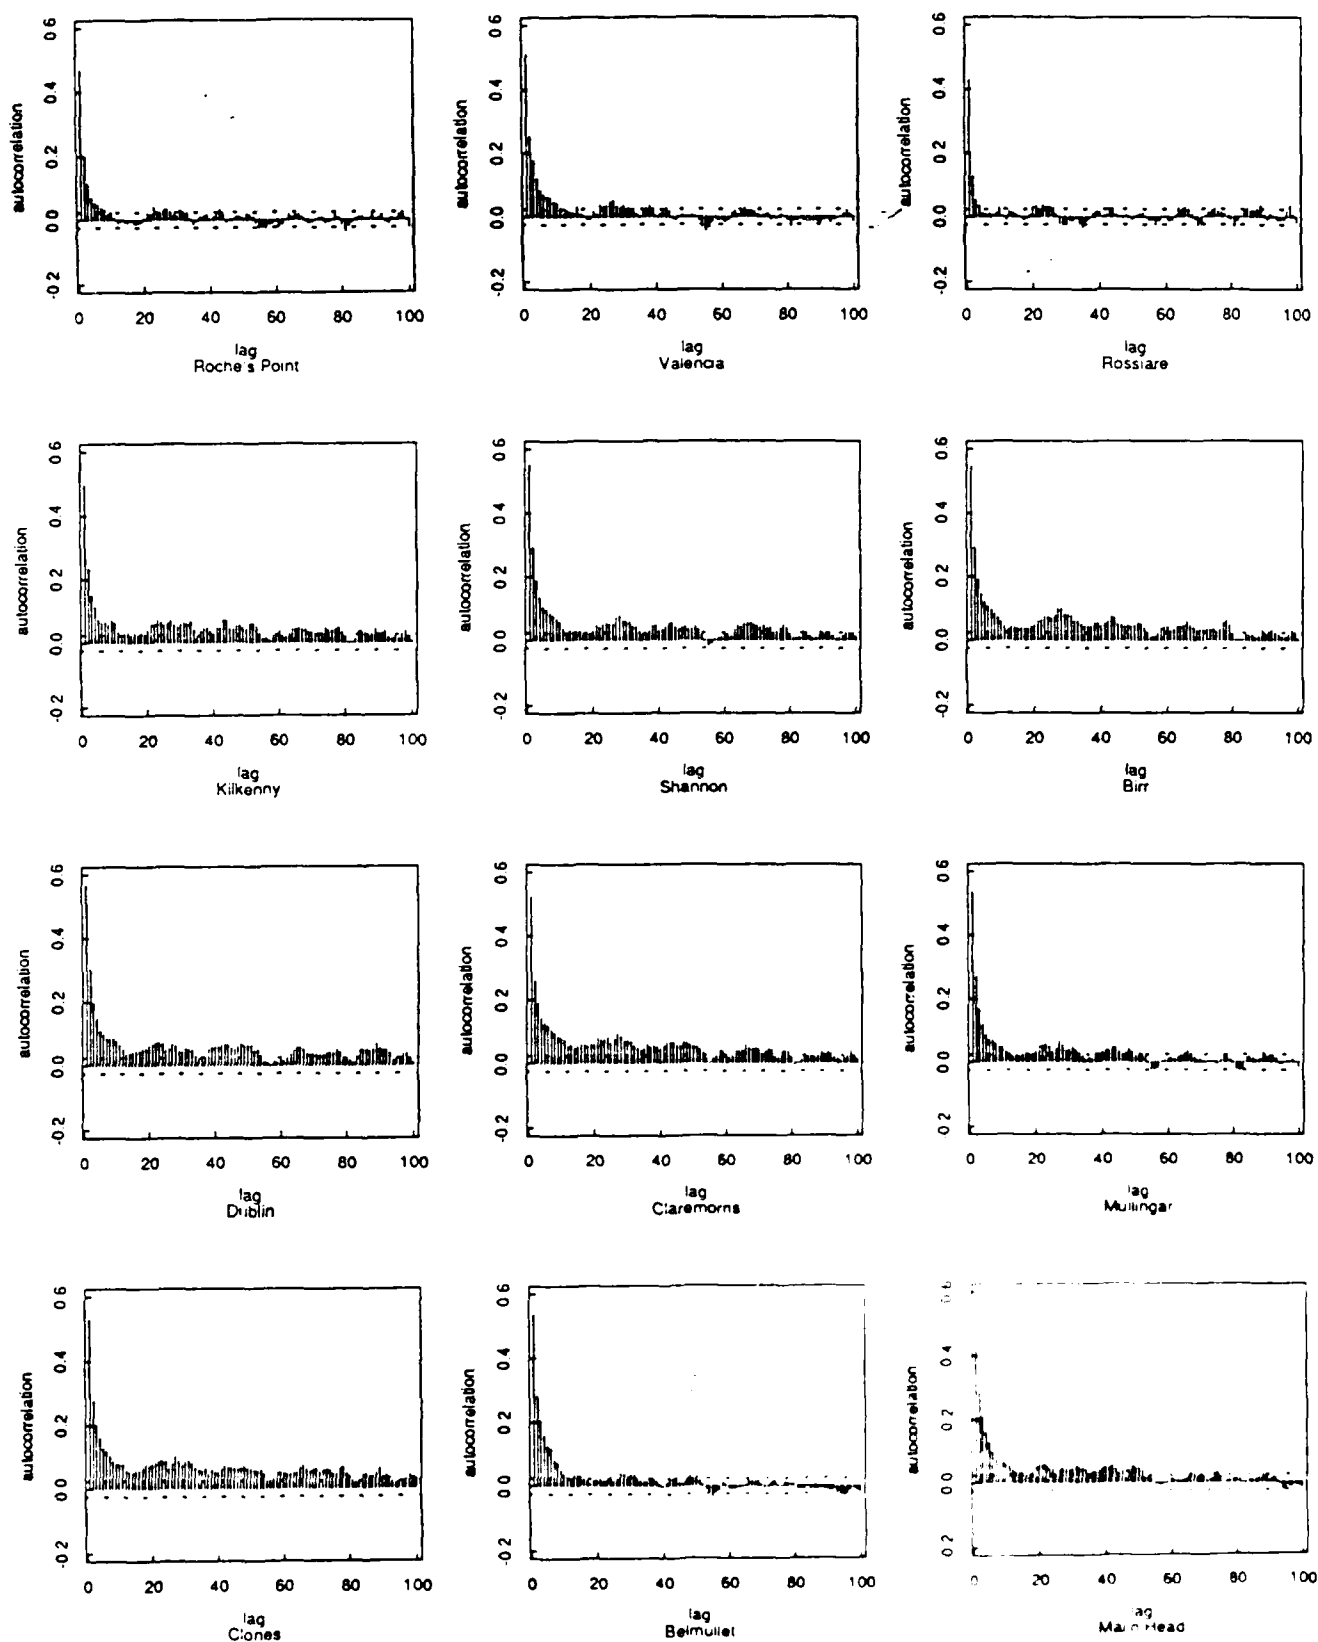 0.6 0.4 0.2 0.0 -0.2
autocorrelation
0 20 40 60 80 100
lag
Roche's Point
0.6 0.4 0.2 0.0 -0.2
autocorrelation
0 20 40 60 80 100
lag
Valencia
0.6 0.4 0.2 0.0 -0.2
autocorrelation
0 20 40 60 80 100
lag
Rosslare
0.6 0.4 0.2 0.0 -0.2
autocorrelation
0 20 40 60 80 100
lag
Kilkenny
0.6 0.4 0.2 0.0 -0.2
autocorrelation
0 20 40 60 80 100
lag
Shannon
0.6 0.4 0.2 0.0 -0.2
autocorrelation
0 20 40 60 80 100
lag
Birr
0.6 0.4 0.2 0.0 -0.2
autocorrelation
0 20 40 60 80 100
lag
Dublin
0.6 0.4 0.2 0.0 -0.2
autocorrelation
0 20 40 60 80 100
lag
Claremorris
0.6 0.4 0.2 0.0 -0.2
autocorrelation
0 20 40 60 80 100
lag
Mullingar
0.6 0.4 0.2 0.0 -0.2
autocorrelation
0 20 40 60 80 100
lag
Clones
0.6 0.4 0.2 0.0 -0.2
autocorrelation
0 20 40 60 80 100
lag
Belmullet
0.6 0.4 0.2 0.0 0.2
autocorrelation
0 20 40 60 80 100
lag
Malin Head